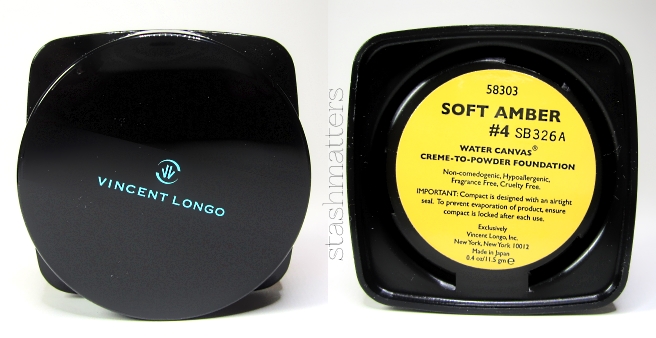 VINCENT LONGO
stashmatters
58303
SOFT AMBER
#4 SB326A
WATER CANVAS®
CREME-TO-POWDER FOUNDATION
Non-comedogenic, Hypoallergenic,
Fragrance Free, Cruelty Free.
IMPORTANT: Compact is designed with an airtight
seal. To prevent evaporation of product, ensure
compact is locked after each use.
Exclusively
Vincent Longo, Inc.
New York, New York 10012
Made in Japan
0.4 oz/11.5 gm ℮